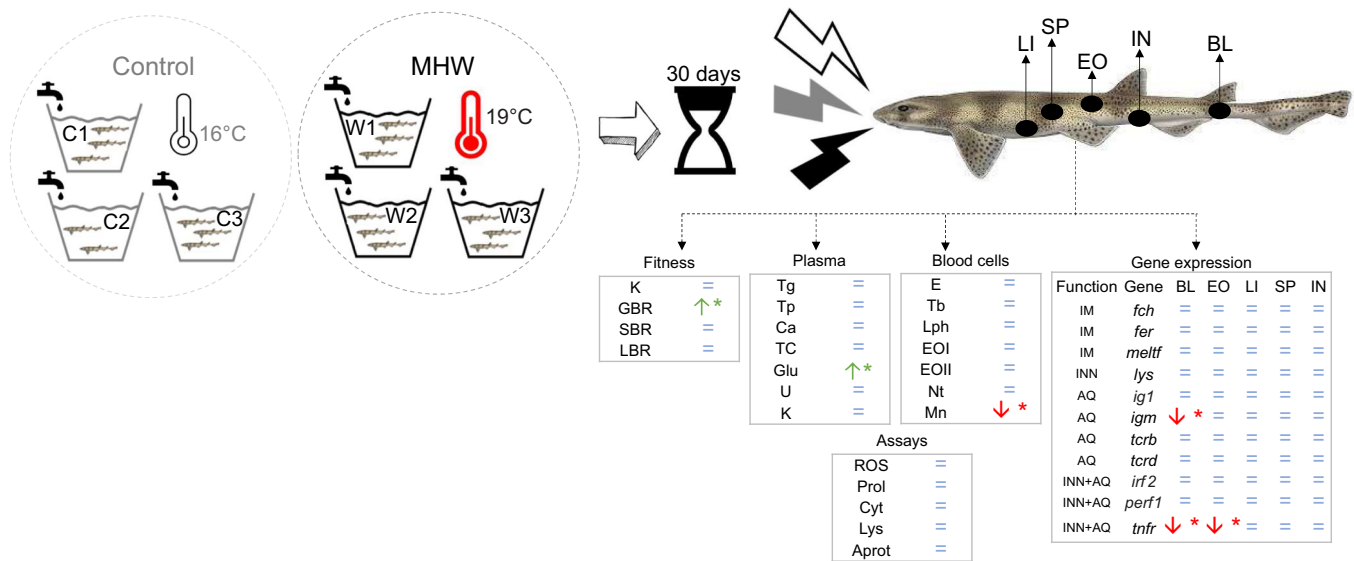 Control
C1
16°C
C2
C3
MHW
W1
19°C
W2
W3
30 days
LI
SP
EO
IN
BL
Fitness
K =
GBR ↑ *
SBR =
LBR =
Plasma
Tg =
Tp =
Ca =
TC =
Glu ↑ *
U =
K =
Blood cells
E =
Tb =
Lph =
EOI =
EOII =
Nt =
Mn ↓ *
Assays
ROS =
Prol =
Cyt =
Lys =
Aprot =
Gene expression
Function Gene BL EO LI SP IN
IM fch = = = = =
IM fer = = = = =
IM meltf = = = = =
INN lys = = = = =
AQ ig1 = = = = =
AQ igm ↓ * = = = =
AQ tcrb = = = = =
AQ tcrd = = = = =
INN+AQ irf2 = = = = =
INN+AQ perf1 = = = = =
INN+AQ tnfr ↓ * ↓ * = = =